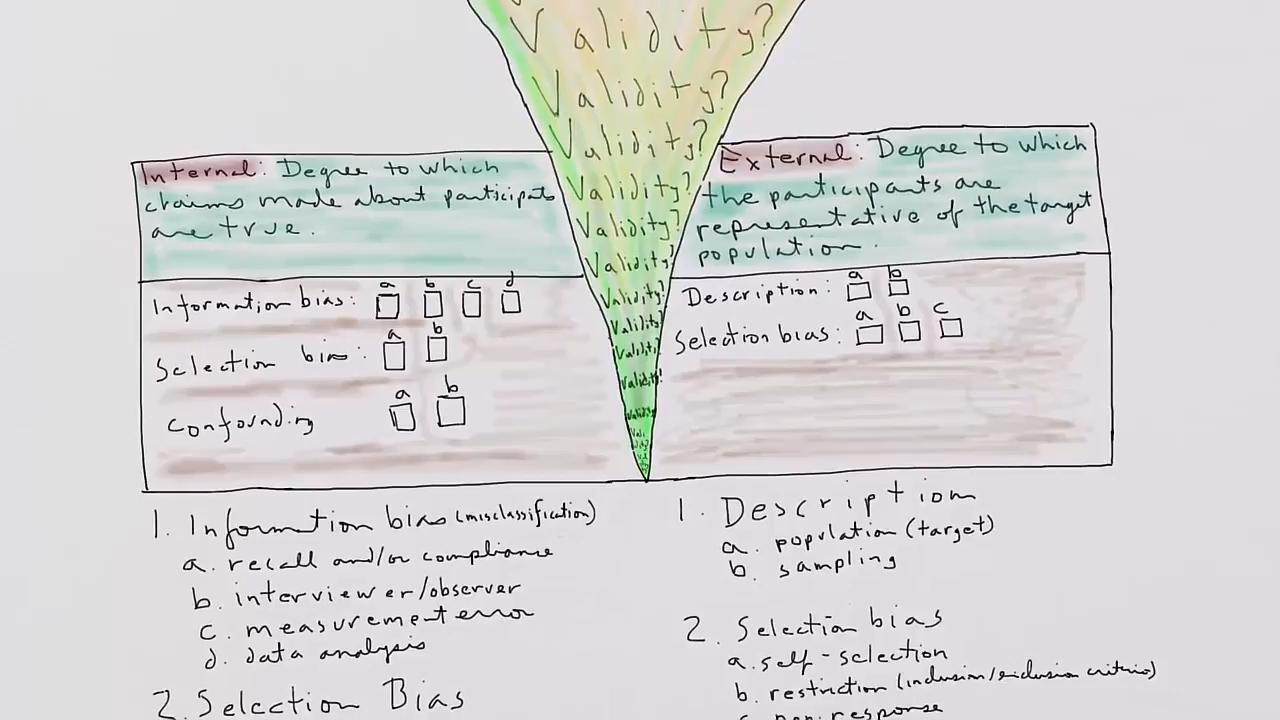 Validity?
Validity?
Validity?
Validity?
Validity?
Validity?
Validity?
Validity?
Validity?
Validity!
Validity
Internal: Degree to which
claims made about participants
are true.
Information bias: a b c d
Selection bias: a b
Confounding a b
External: Degree to which
the participants are
representative of the target
population.
Description: a b
Selection bias: a b c
1. Information bias (misclassification)
a. recall and/or compliance
b. interviewer/observer
c. measurement error
d. data analysis
2. Selection Bias
1. Description
a. population (target)
b. sampling
2. Selection bias
a. self-selection
b. restriction (inclusion/exclusion criteria)
c. non-response